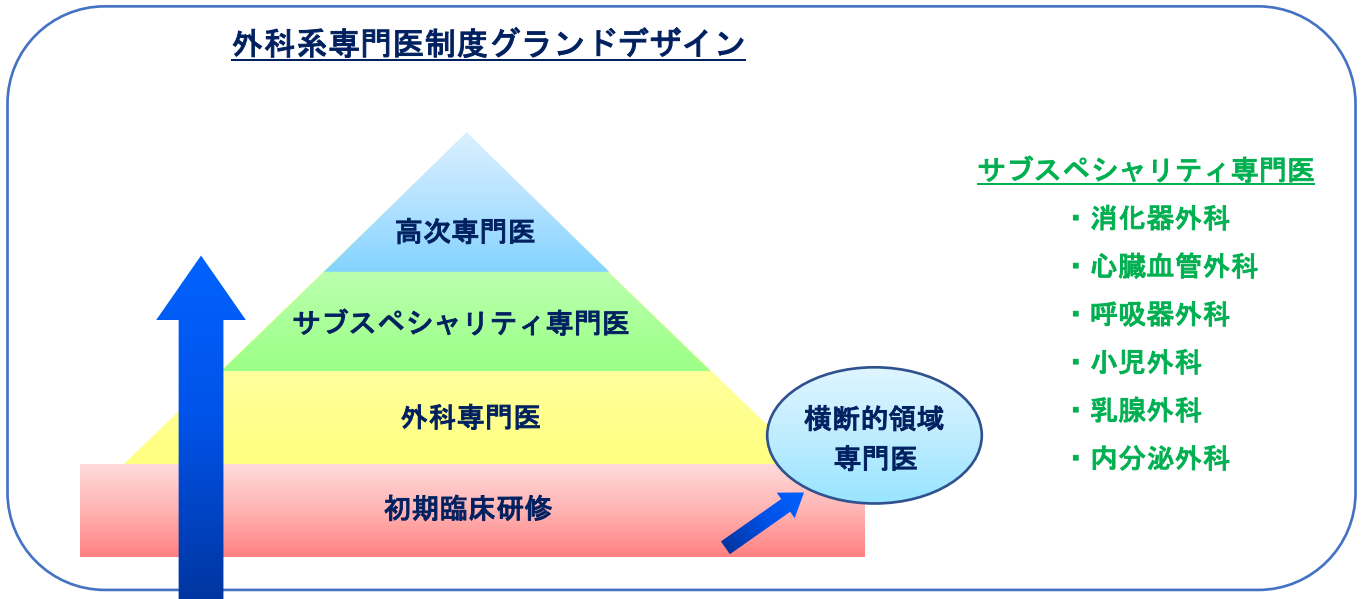 外科系専門医制度グランドデザイン
高次専門医
サブスペシャリティ専門医
外科専門医
初期臨床研修
横断的領域
専門医
サブスペシャリティ専門医
・消化器外科
・心臓血管外科
・呼吸器外科
・小児外科
・乳腺外科
・内分泌外科